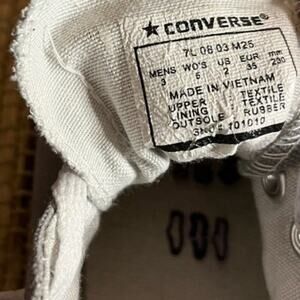 ★CONVERSE®
7L 08 03 M25
MENS WO'S US EUR mm
3 5 2 35 220
MADE IN VIETNAM
UPPER TEXTILE
LINING TEXTILE
OUTSOLE RUBBER
101010